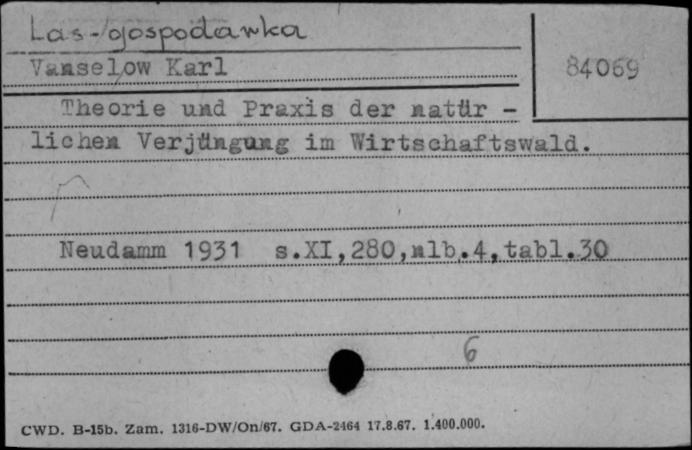 Las-gospodarka
Vanselow Karl
84069
Theorie und Praxis der natür -
lichen Verjüngung im Wirtschaftswald.
Neudamm 1931 s.XI,280,nlb.4,tabl.30
6
CWD. B-15b. Zam. 1316-DW/On/67. GDA-2464 17.8.67. 1.400.000.